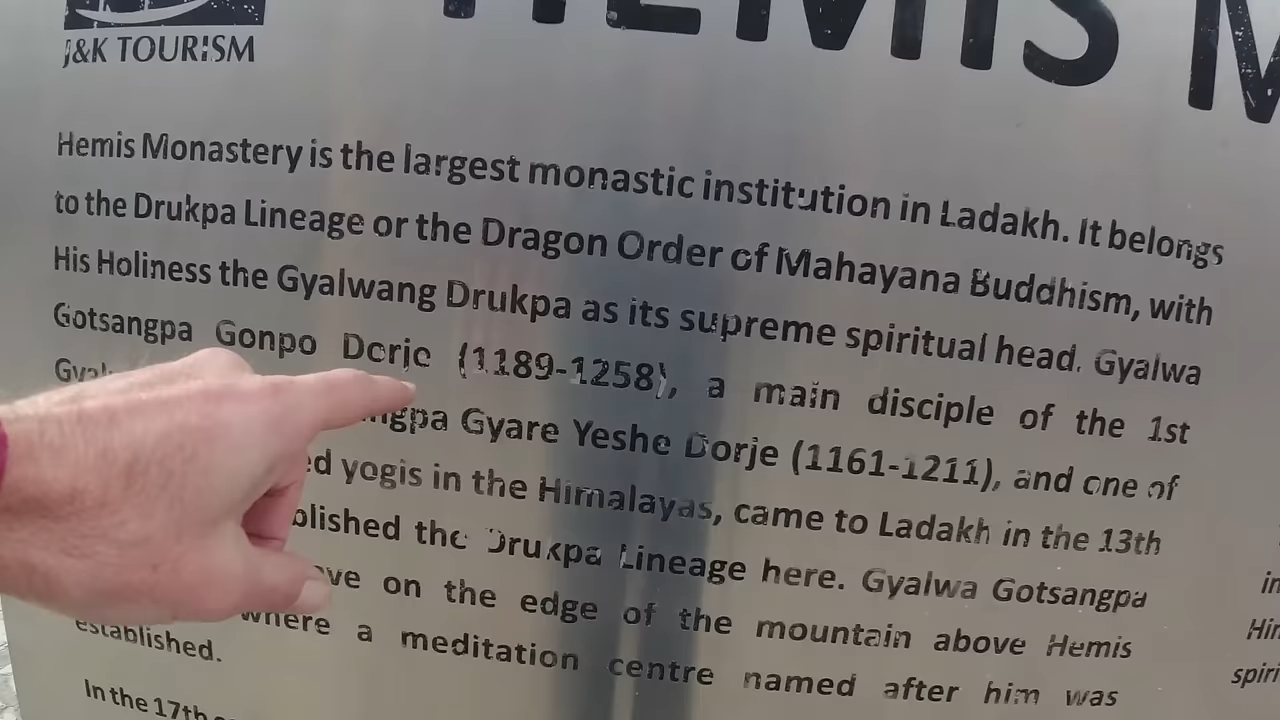 J&K TOURISM
HEMIS
Hemis Monastery is the largest monastic institution in Ladakh. It belongs
to the Drukpa Lineage or the Dragon Order of Mahayana Buddhism, with
His Holiness the Gyalwang Drukpa as its supreme spiritual head. Gyalwa
Gotsangpa Gonpo Dorje (1189-1258), a main disciple of the 1st
Gyare Yeshe Dorje (1161-1211), and one of
yogis in the Himalayas, came to Ladakh in the 13th
the Drukpa Lineage here. Gyalwa Gotsangpa
on the edge of the mountain above Hemis
where a meditation centre named after him was
established.
In the 17th